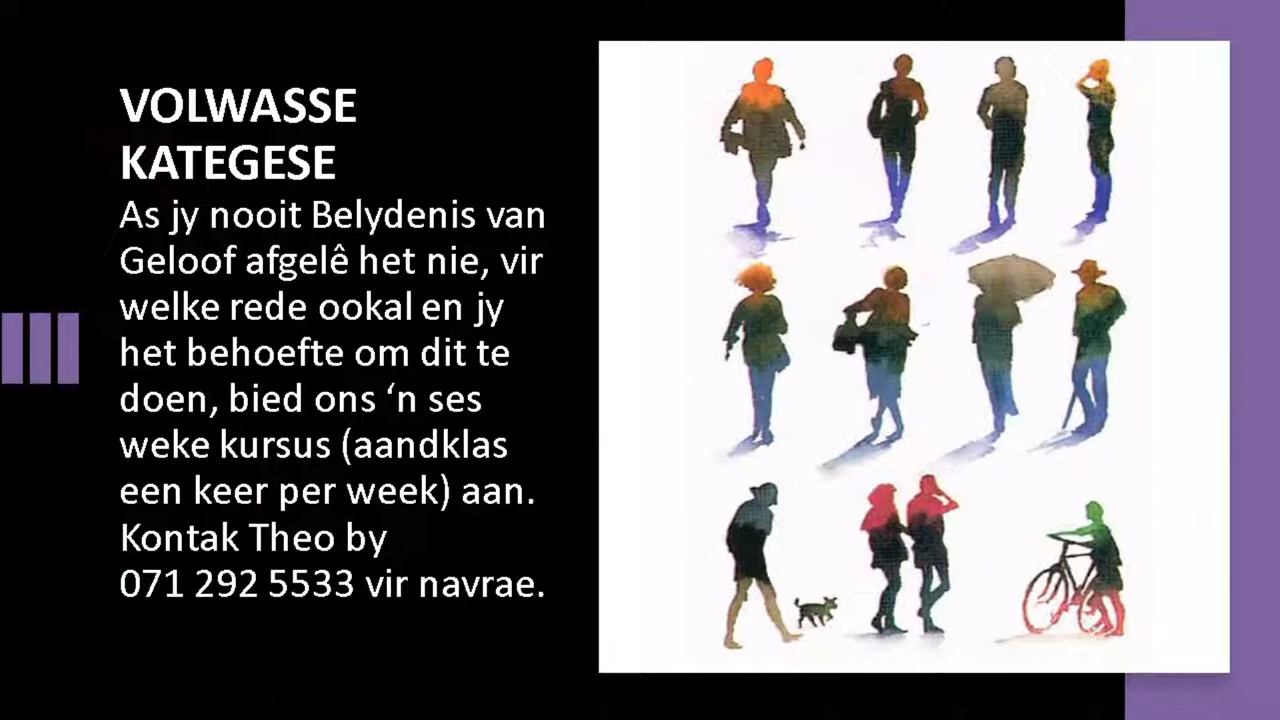 VOLWASSE
KATEGESE
As jy nooit Belydenis van
Geloof afgelê het nie, vir
welke rede ookal en jy
het behoefte om dit te
doen, bied ons ‘n ses
weke kursus (aandklas
een keer per week) aan.
Kontak Theo by
071 292 5533 vir navrae.